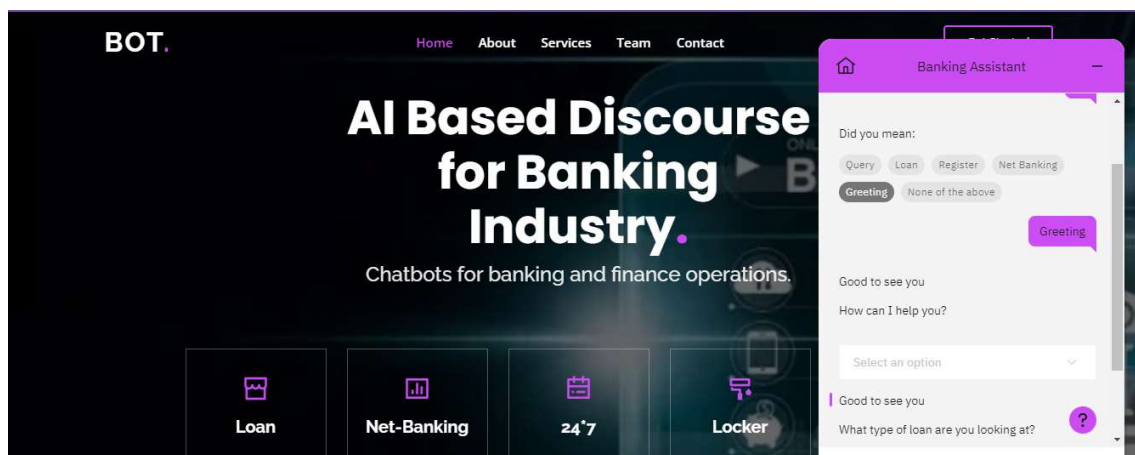 BOT.
Home About Services Team Contact
AI Based Discourse
for Banking
Industry.
Chatbots for banking and finance operations.
Loan
Net-Banking
24*7
Locker
Banking Assistant
Did you mean:
Query Loan Register Net Banking
Greeting None of the above
Greeting
Good to see you
How can I help you?
Select an option
Good to see you
What type of loan are you looking at?
?